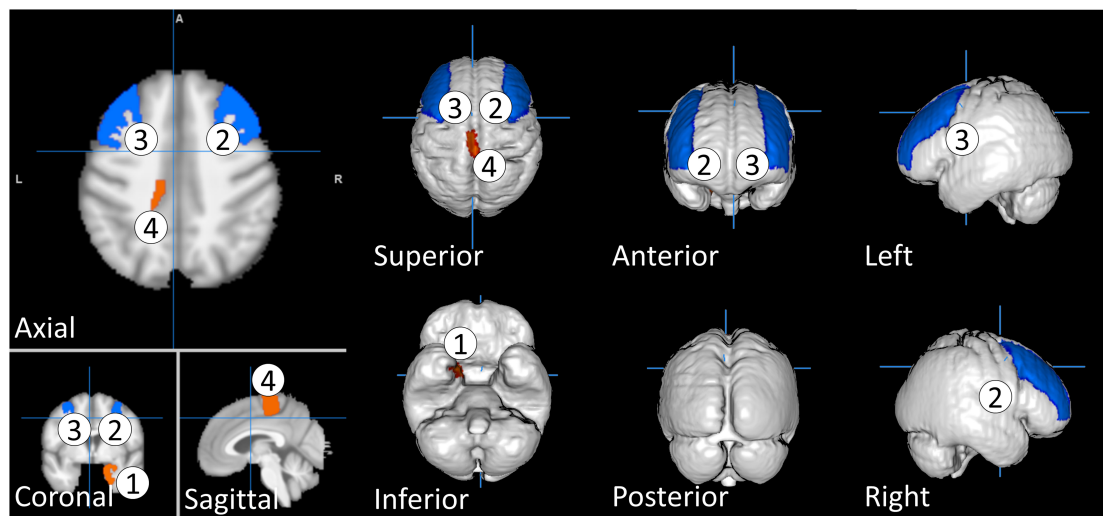 A
L
R
3
2
4
Axial
3
2
4
Superior
2
3
Anterior
3
Left
3
2
1
Coronal
4
Sagittal
1
Inferior
Posterior
2
Right